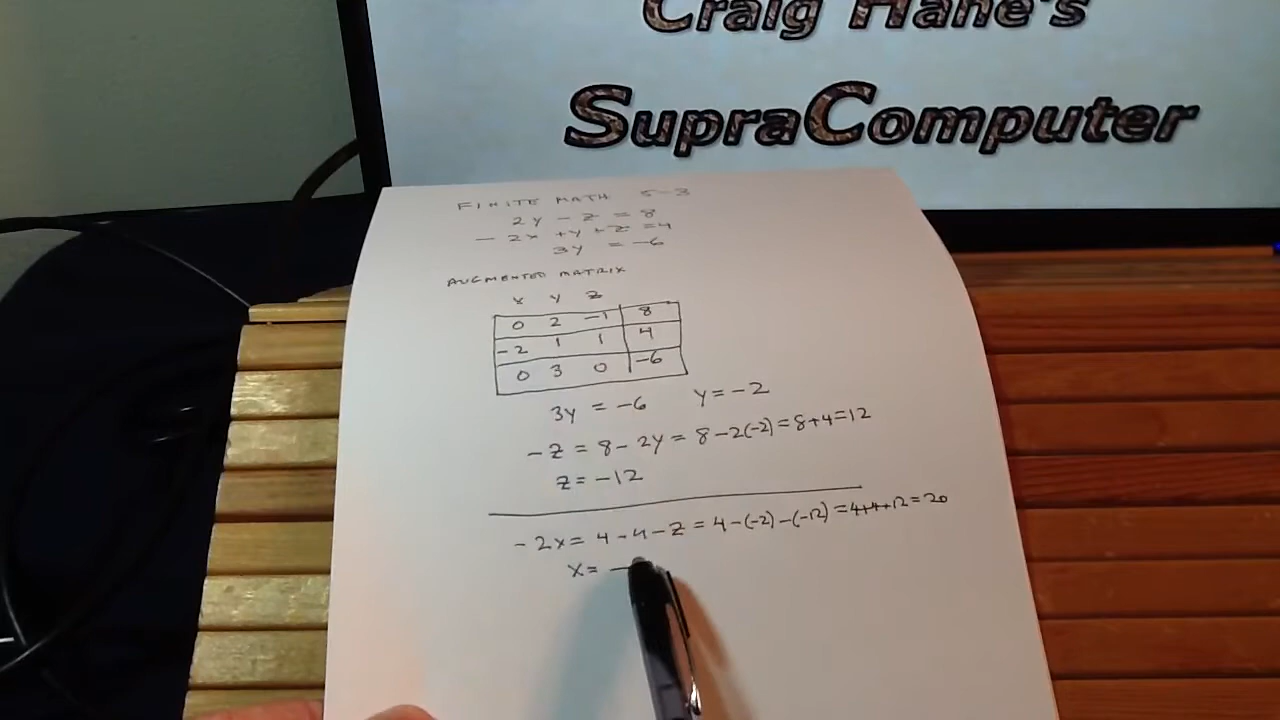 Craig Hane's
SupraComputer
FINITE MATH 5-3
2y - z = 8
- 2x + y + z = 4
3y = -6
AUGMENTED MATRIX
x y z
0 2 -1 8
-2 1 1 4
0 3 0 -6
3y = -6 y = -2
-z = 8 - 2y = 8 - 2(-2) = 8 + 4 = 12
z = -12
-2x = 4 - y - z = 4 - (-2) - (-12) = 4 + 4 + 12 = 20
x = -